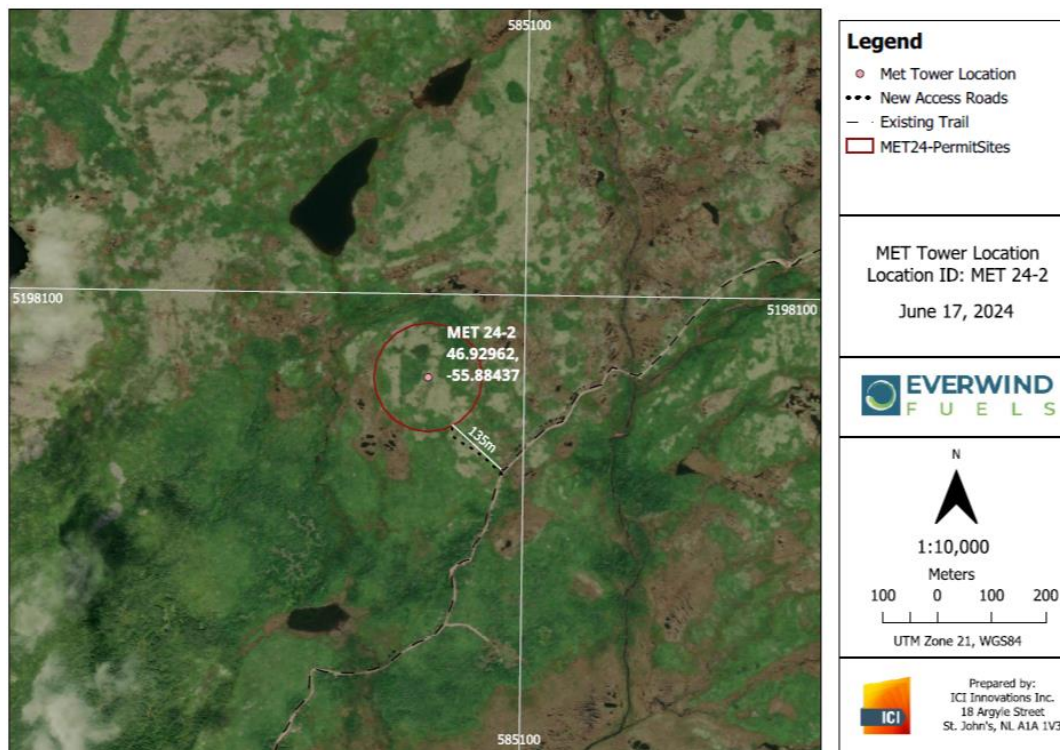 585100
5198100
5198100
MET 24-2
46.92962,
-55.88437
135m
585100
Legend
Met Tower Location
New Access Roads
Existing Trail
MET24-PermitSites
MET Tower Location
Location ID: MET 24-2
June 17, 2024
EVERWIND
FUELS
N
1:10,000
Meters
100 0 100 200
UTM Zone 21, WGS84
ICI
Prepared by:
ICI Innovations Inc.
18 Argyle Street
St. John's, NL A1A 1V3